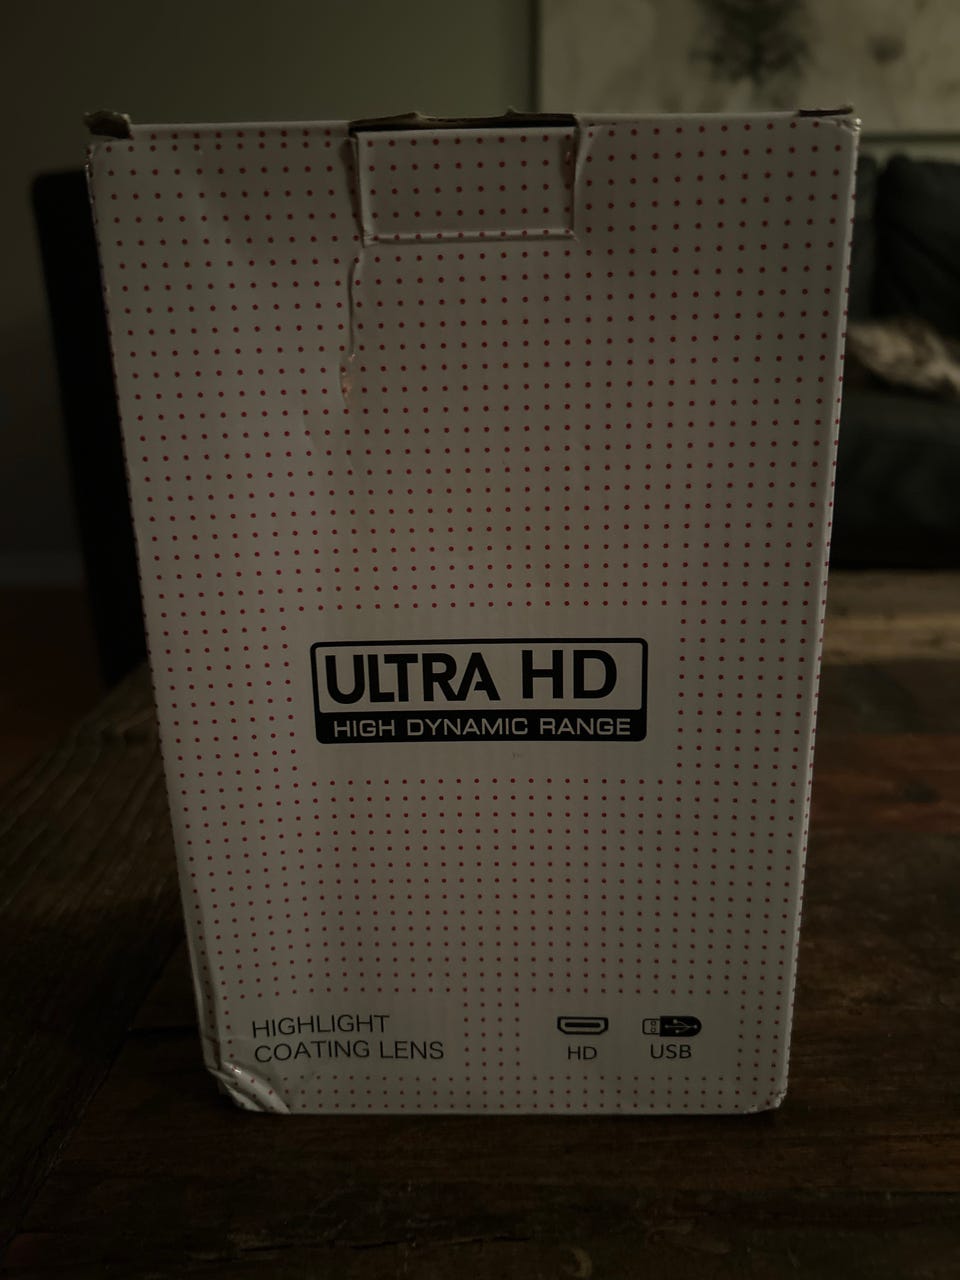 ULTRA HD
HIGH DYNAMIC RANGE
HIGHLIGHT
COATING LENS
HD
USB